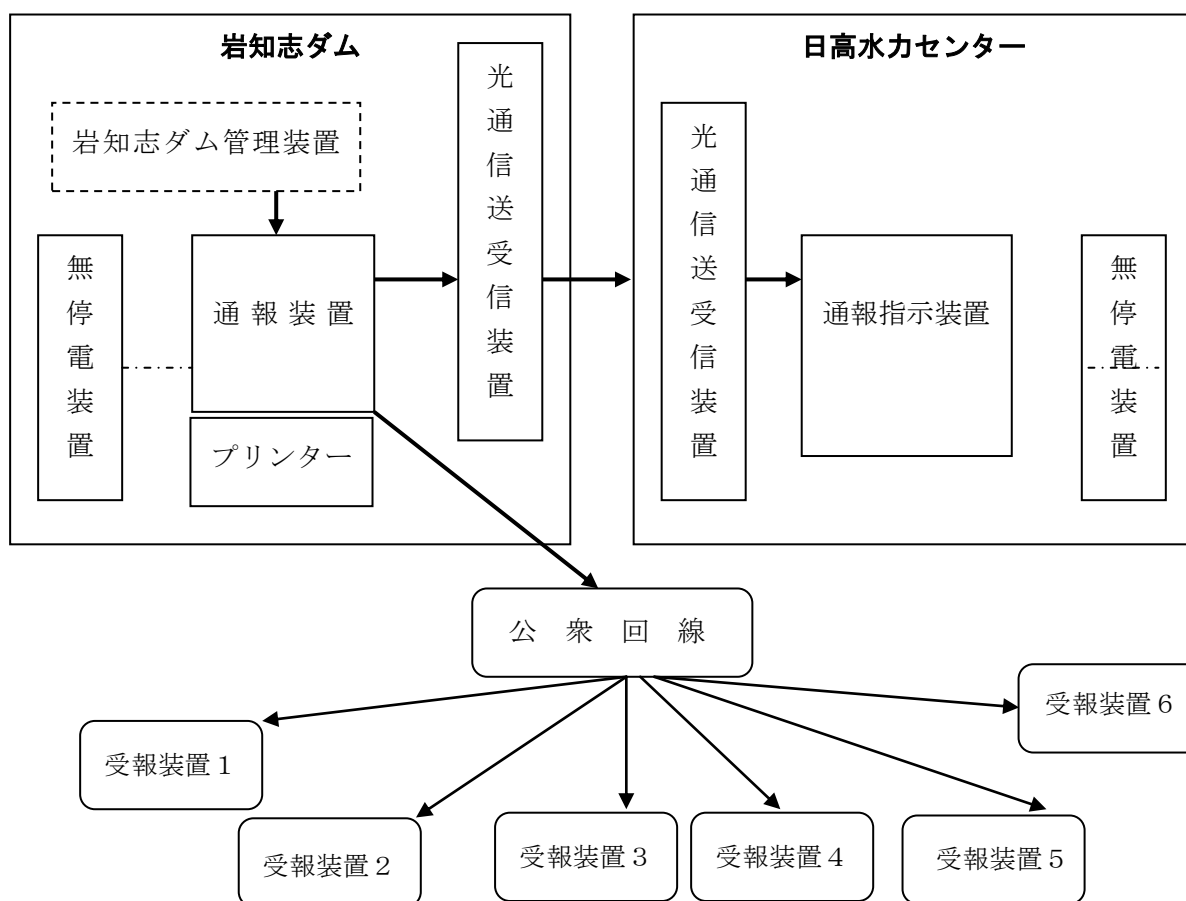 岩知志ダム
岩知志ダム管理装置
無停電装置
通報装置
プリンター
光通信送受信装置
日高水力センター
光通信送受信装置
通報指示装置
無停電装置
公衆回線
受報装置１
受報装置２
受報装置３
受報装置４
受報装置５
受報装置６